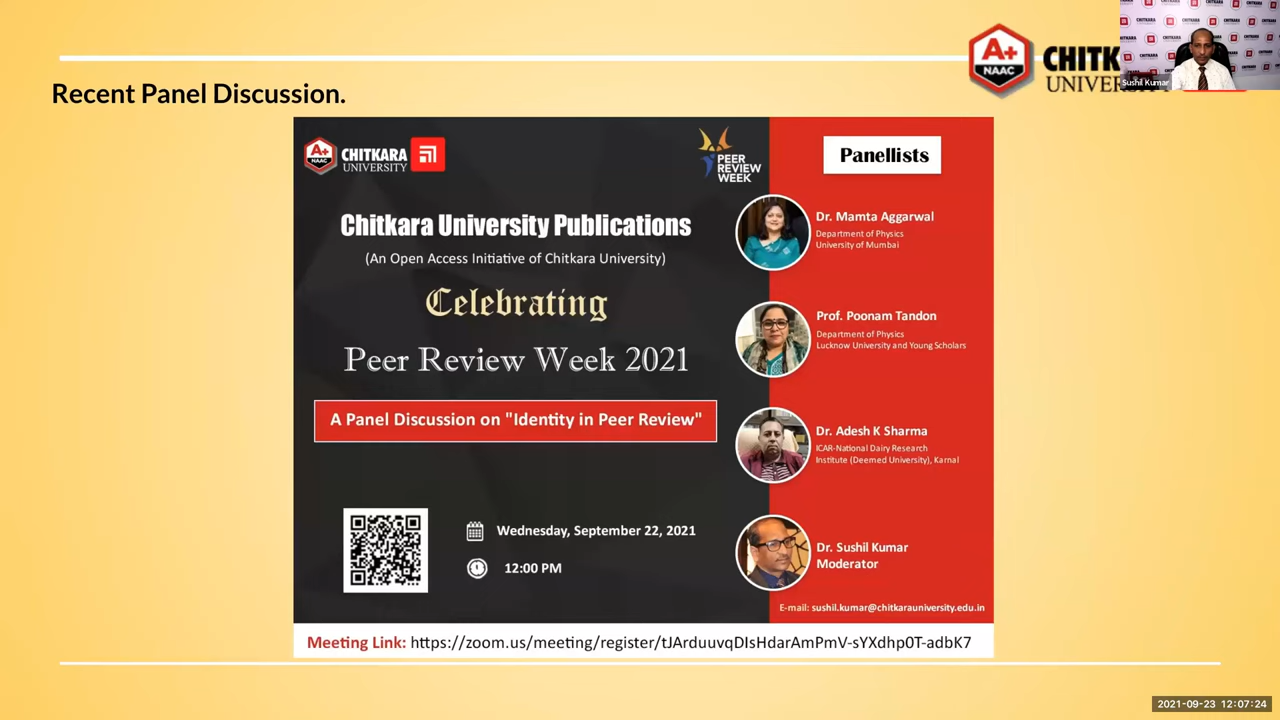 Recent Panel Discussion.
A+
NAAC
CHITK
UNIVER
Sushil Kumar
A+
NAAC
CHITKARA
UNIVERSITY
PEER
REVIEW
WEEK
Chitkara University Publications
(An Open Access Initiative of Chitkara University)
Celebrating
Peer Review Week 2021
A Panel Discussion on "Identity in Peer Review"
Wednesday, September 22, 2021
12:00 PM
Panellists
Dr. Mamta Aggarwal
Department of Physics
University of Mumbai
Prof. Poonam Tandon
Department of Physics
Lucknow University and Young Scholars
Dr. Adesh K Sharma
ICAR-National Dairy Research
Institute (Deemed University), Karnal
Dr. Sushil Kumar
Moderator
E-mail: sushil.kumar@chitkarauniversity.edu.in
Meeting Link: https://zoom.us/meeting/register/tJArduuvqDIsHdarAmPmV-sYXdhp0T-adbK7
2021-09-23 12:07:24